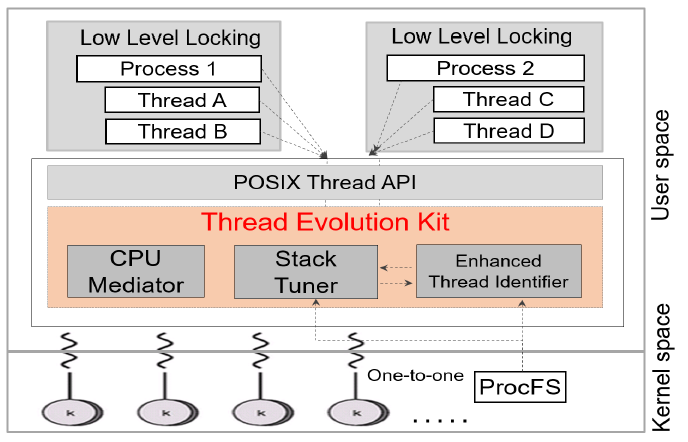 Low Level Locking
Process 1
Thread A
Thread B
Low Level Locking
Process 2
Thread C
Thread D
POSIX Thread API
Thread Evolution Kit
CPU
Mediator
Stack
Tuner
Enhanced
Thread Identifier
User space
Kernel space
One-to-one
ProcFS
k
k
k
k
.....